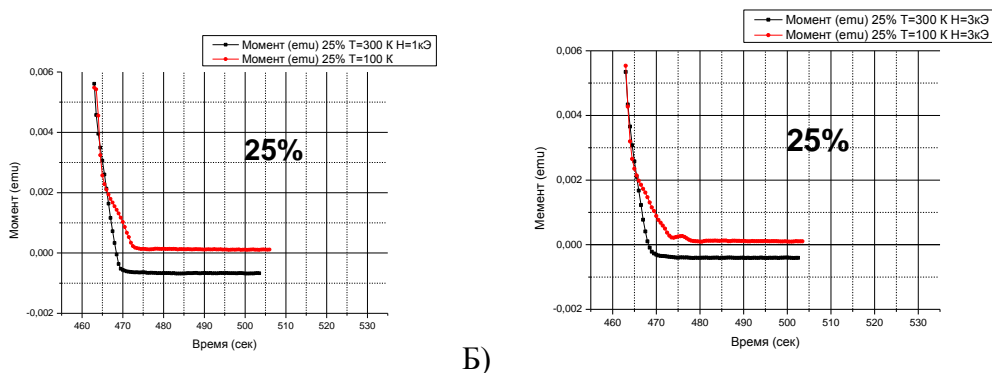 Момент (emu) 25% T=300 К Н=1кЭ
Момент (emu) 25% T=100 К
0,006
0,004
0,002
0,000
-0,002
Момент (emu)
25%
460 470 480 490 500 510 520 530
Время (сек)
Б)
Момент (emu) 25% T=300 К Н=3кЭ
Момент (emu) 25% T=100 К Н=3кЭ
0,006
0,004
0,002
0,000
-0,002
Мемент (emu)
25%
460 470 480 490 500 510 520 530
Время (сек)